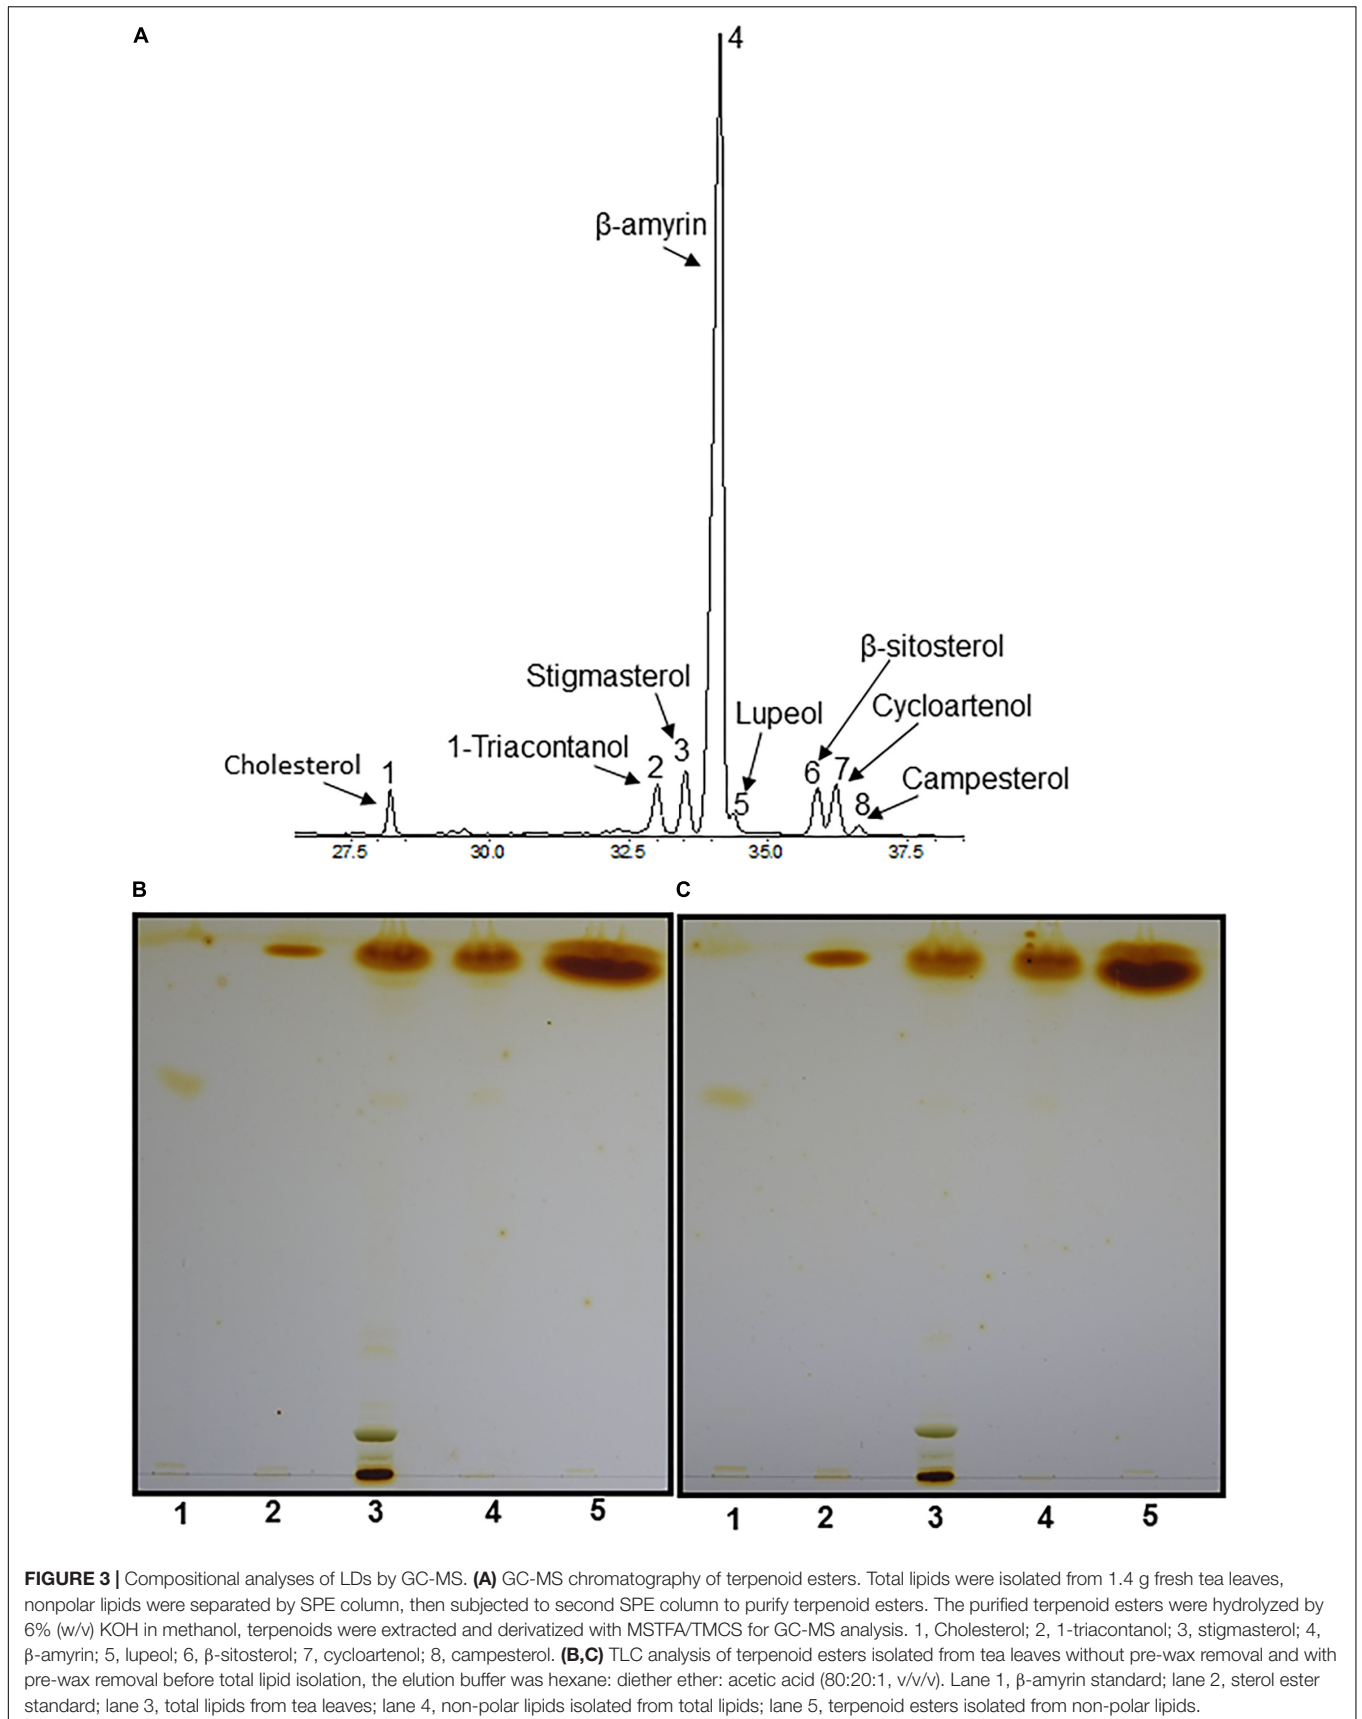 A
4
β-amyrin
β-sitosterol
Stigmasterol
Cycloartenol
Lupeol
1-Triacontanol
3
Cholesterol
1
2
6
7
Campesterol
5
8
27.5 30.0 32.5 35.0 37.5
B
C
1 2 3 4 5
1 2 3 4 5
FIGURE 3 | Compositional analyses of LDs by GC-MS. (A) GC-MS chromatography of terpenoid esters. Total lipids were isolated from 1.4 g fresh tea leaves,
nonpolar lipids were separated by SPE column, then subjected to second SPE column to purify terpenoid esters. The purified terpenoid esters were hydrolyzed by
6% (w/v) KOH in methanol, terpenoids were extracted and derivatized with MSTFA/TMCS for GC-MS analysis. 1, Cholesterol; 2, 1-triacontanol; 3, stigmasterol; 4,
β-amyrin; 5, lupeol; 6, β-sitosterol; 7, cycloartenol; 8, campesterol. (B,C) TLC analysis of terpenoid esters isolated from tea leaves without pre-wax removal and with
pre-wax removal before total lipid isolation, the elution buffer was hexane: diether ether: acetic acid (80:20:1, v/v/v). Lane 1, β-amyrin standard; lane 2, sterol ester
standard; lane 3, total lipids from tea leaves; lane 4, non-polar lipids isolated from total lipids; lane 5, terpenoid esters isolated from non-polar lipids.